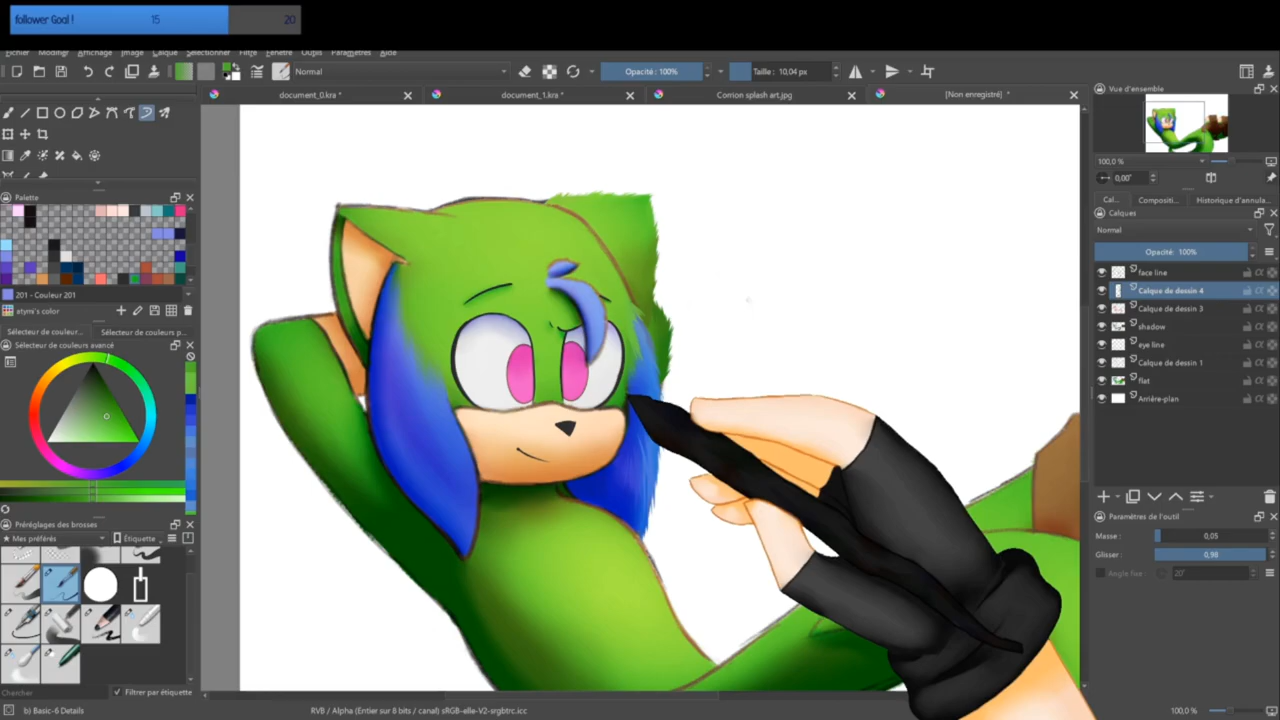 follower Goal ! 15 20
Fichier Modifier Affichage Image Calque Sélectionner Filtre Fenêtre Outils Paramètres Aide
Normal
Opacité : 100%
Taille : 10,04 px
document_0.kra *
document_1.kra *
Corrion splash art.jpg
[Non enregistré] *
Palette
201 - Couleur 201
atymi's color
Sélecteur de couleur...
Sélecteur de couleurs p...
Sélecteur de couleur avancé
Préréglages des brosses
Mes préférés
Étiquette
Chercher
Filtrer par étiquette
b) Basic-6 Details
RVB / Alpha (Entier sur 8 bits / canal) sRGB-elle-V2-srgbtrc.icc
100,0 %
Vue d'ensemble
100,0 %
0,00°
Cal...
Compositi...
Historique d'annula...
Calques
Normal
Opacité : 100%
face line
Calque de dessin 4
Calque de dessin 3
shadow
eye line
Calque de dessin 1
flat
Arrière-plan
Paramètres de l'outil
Masse :
0,05
Glisser :
0,98
Angle fixe :
20°